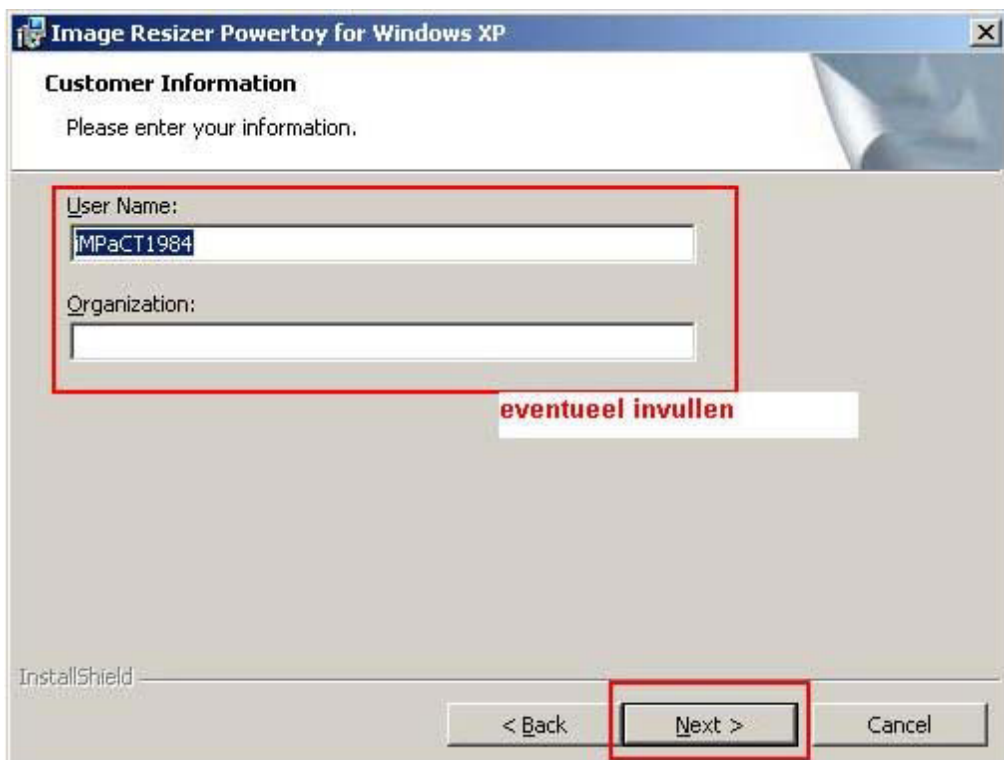 Image Resizer Powertoy for Windows XP
Customer Information
Please enter your information.
User Name:
iMPaCT1984
Organization:
eventueel invullen
InstallShield
< Back
Next >
Cancel